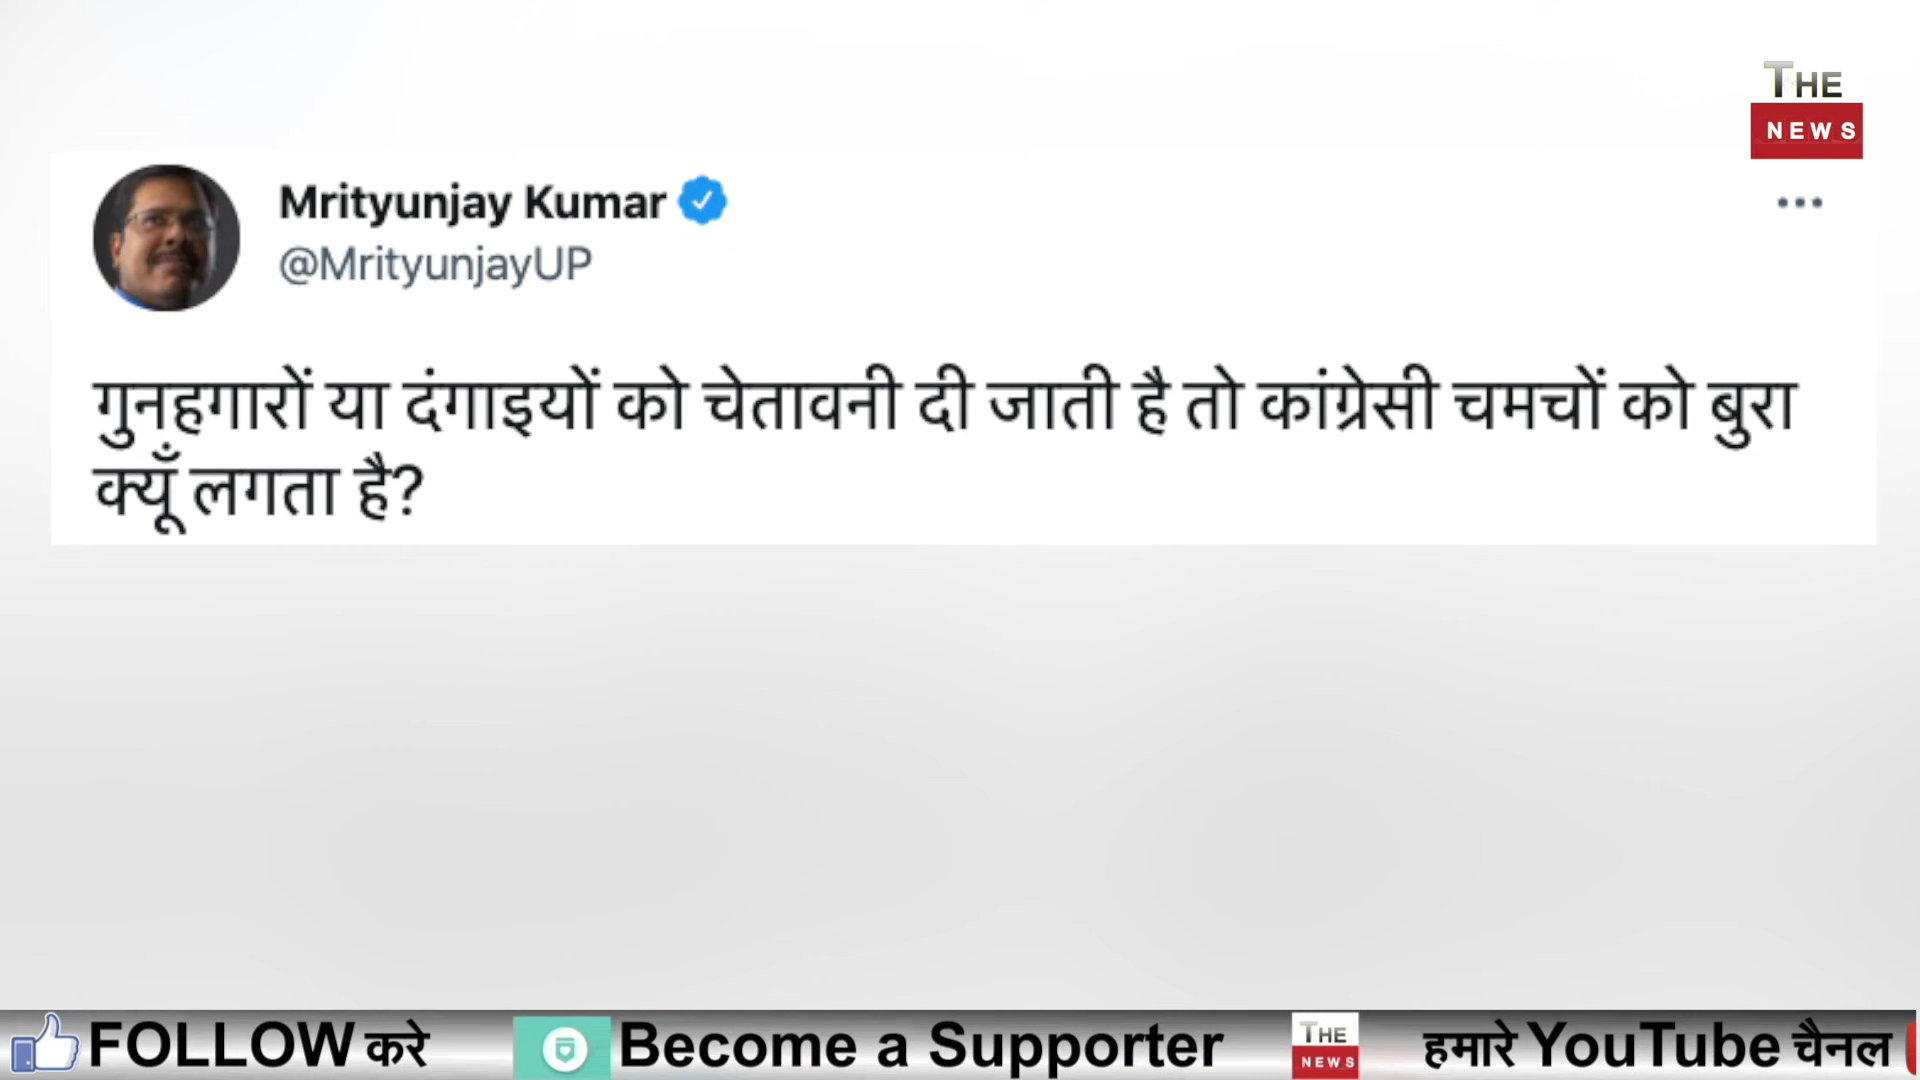 THE
NEWS
Mrityunjay Kumar
@MrityunjayUP
गुनहगारों या दंगाइयों को चेतावनी दी जाती है तो कांग्रेसी चमचों को बुरा
क्यूँ लगता है?
FOLLOW करे Become a Supporter THE NEWS हमारे YouTube चैनल